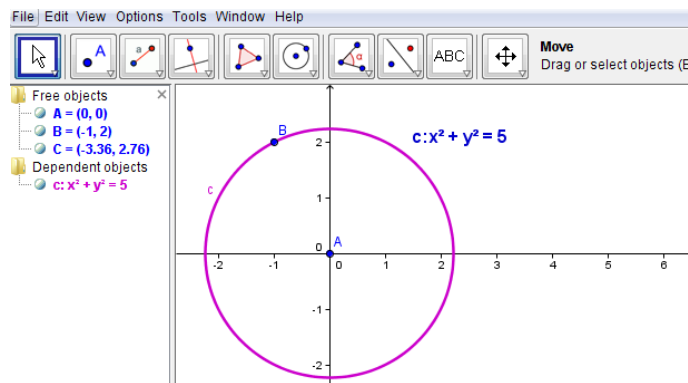 File Edit View Options Tools Window Help
A
a
α
ABC
Move
Drag or select objects (E
Free objects
A = (0, 0)
B = (-1, 2)
C = (-3.36, 2.76)
Dependent objects
c: x² + y² = 5
B
2
c:x² + y² = 5
c
1
0
A
-2 -1 0 1 2 3 4 5 6
-1
-2